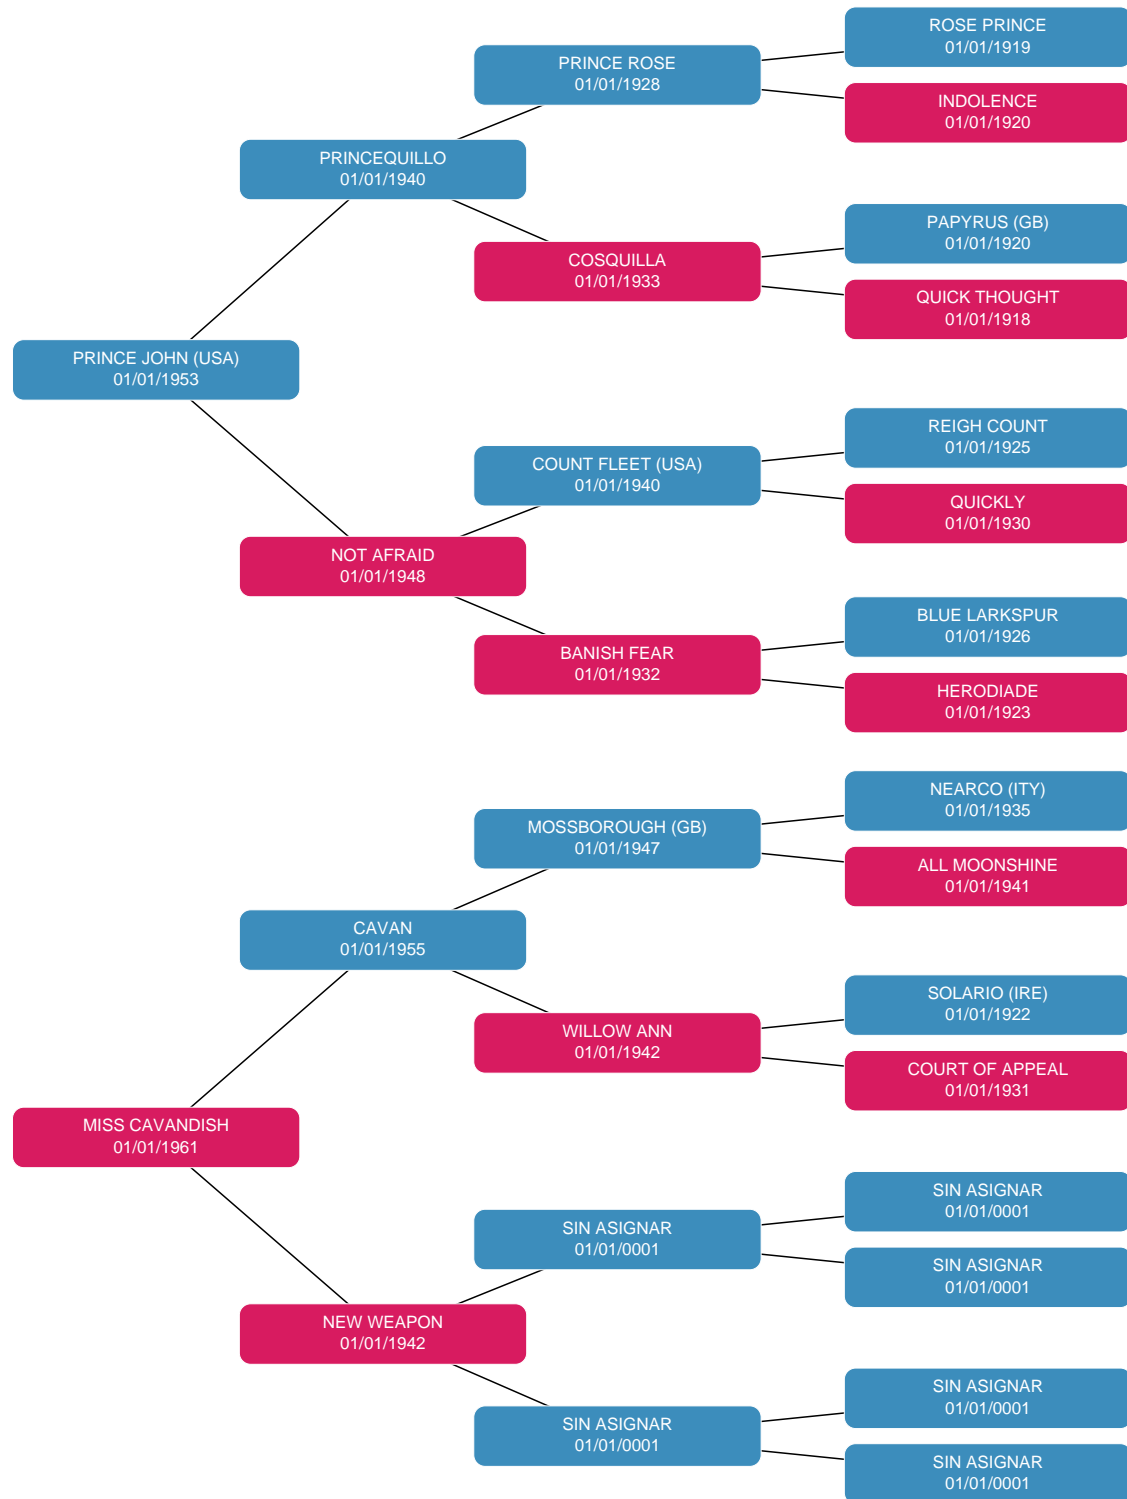 ROSE PRINCE
01/01/1919
PRINCE ROSE
01/01/1928
INDOLENCE
01/01/1920
PRINCEQUILLO
01/01/1940
PAPYRUS (GB)
01/01/1920
COSQUILLA
01/01/1933
QUICK THOUGHT
01/01/1918
PRINCE JOHN (USA)
01/01/1953
REIGH COUNT
01/01/1925
COUNT FLEET (USA)
01/01/1940
QUICKLY
01/01/1930
NOT AFRAID
01/01/1948
BLUE LARKSPUR
01/01/1926
BANISH FEAR
01/01/1932
HERODIADE
01/01/1923
NEARCO (ITY)
01/01/1935
MOSSBOROUGH (GB)
01/01/1947
ALL MOONSHINE
01/01/1941
CAVAN
01/01/1955
SOLARIO (IRE)
01/01/1922
WILLOW ANN
01/01/1942
COURT OF APPEAL
01/01/1931
MISS CAVANDISH
01/01/1961
SIN ASIGNAR
01/01/0001
SIN ASIGNAR
01/01/0001
SIN ASIGNAR
01/01/0001
NEW WEAPON
01/01/1942
SIN ASIGNAR
01/01/0001
SIN ASIGNAR
01/01/0001
SIN ASIGNAR
01/01/0001